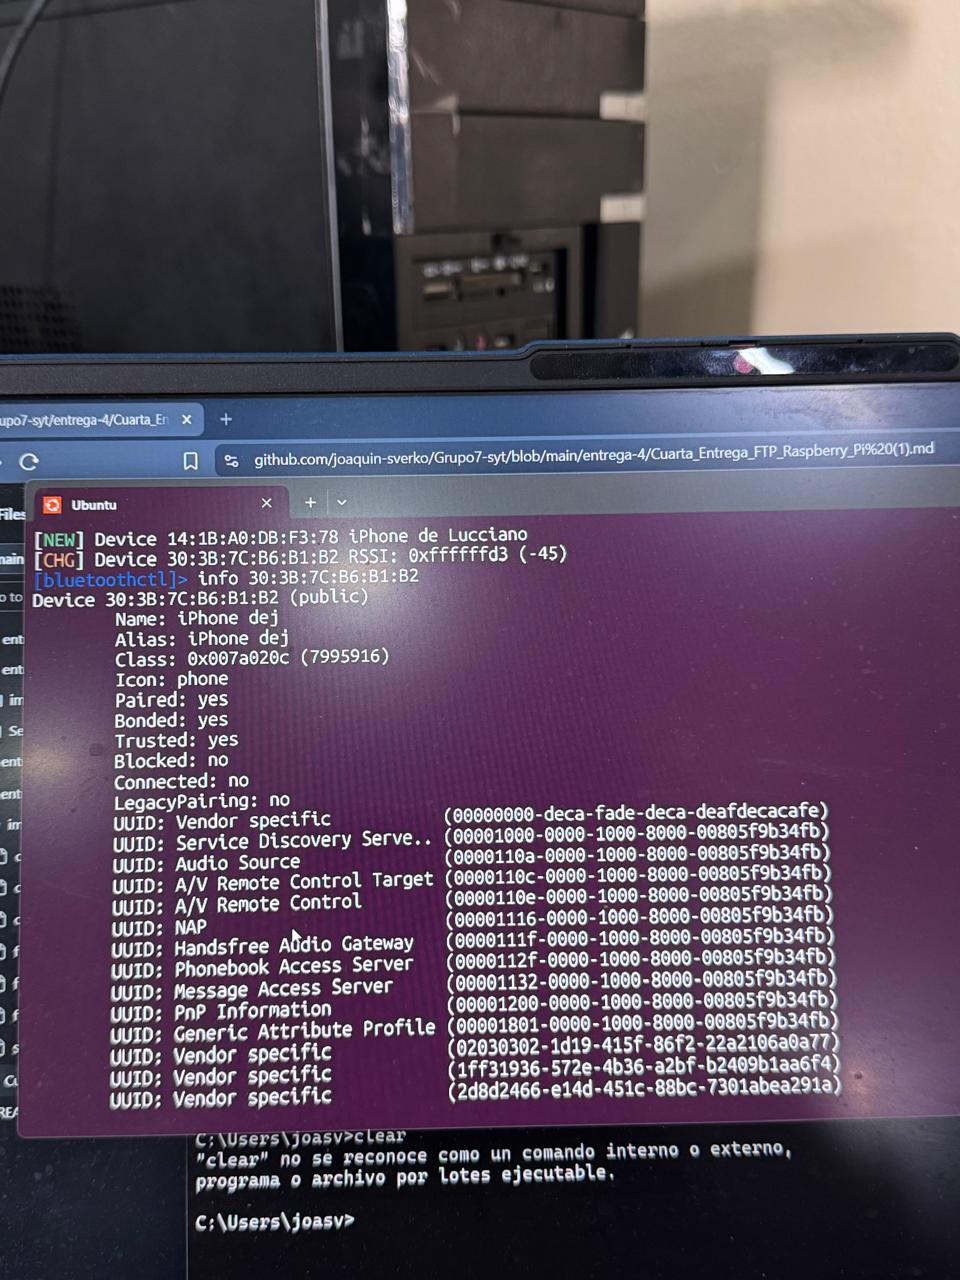 upo7-syt/entrega-4/Cuarta_En
github.com/joaquin-sverko/Grupo7-syt/blob/main/entrega-4/Cuarta_Entrega_FTP_Raspberry_Pi%20(1).md
Files
Ubuntu
main
[NEW] Device 14:1B:A0:DB:F3:78 iPhone de Lucciano
[CHG] Device 30:3B:7C:B6:B1:B2 RSSI: 0xffffffd3 (-45)
[bluetoothctl]> info 30:3B:7C:B6:B1:B2
Device 30:3B:7C:B6:B1:B2 (public)
Name: iPhone dej
Alias: iPhone dej
Class: 0x007a020c (7995916)
Icon: phone
Paired: yes
Bonded: yes
Trusted: yes
Blocked: no
Connected: no
LegacyPairing: no
UUID: Vendor specific (00000000-deca-fade-deca-deafdecacafe)
UUID: Service Discovery Serve.. (00001000-0000-1000-8000-00805f9b34fb)
UUID: Audio Source (0000110a-0000-1000-8000-00805f9b34fb)
UUID: A/V Remote Control Target (0000110c-0000-1000-8000-00805f9b34fb)
UUID: A/V Remote Control (0000110e-0000-1000-8000-00805f9b34fb)
UUID: NAP (00001116-0000-1000-8000-00805f9b34fb)
UUID: Handsfree Audio Gateway (0000111f-0000-1000-8000-00805f9b34fb)
UUID: Phonebook Access Server (0000112f-0000-1000-8000-00805f9b34fb)
UUID: Message Access Server (00001132-0000-1000-8000-00805f9b34fb)
UUID: PnP Information (00001200-0000-1000-8000-00805f9b34fb)
UUID: Generic Attribute Profile (00001801-0000-1000-8000-00805f9b34fb)
UUID: Vendor specific (02030302-1d19-415f-86f2-22a2106a0a77)
UUID: Vendor specific (1ff31936-572e-4b36-a2bf-b2409b1aa6f4)
UUID: Vendor specific (2d8d2466-e14d-451c-88bc-7301abea291a)
C:\Users\joasv>clear
"clear" no se reconoce como un comando interno o externo,
programa o archivo por lotes ejecutable.
C:\Users\joasv>